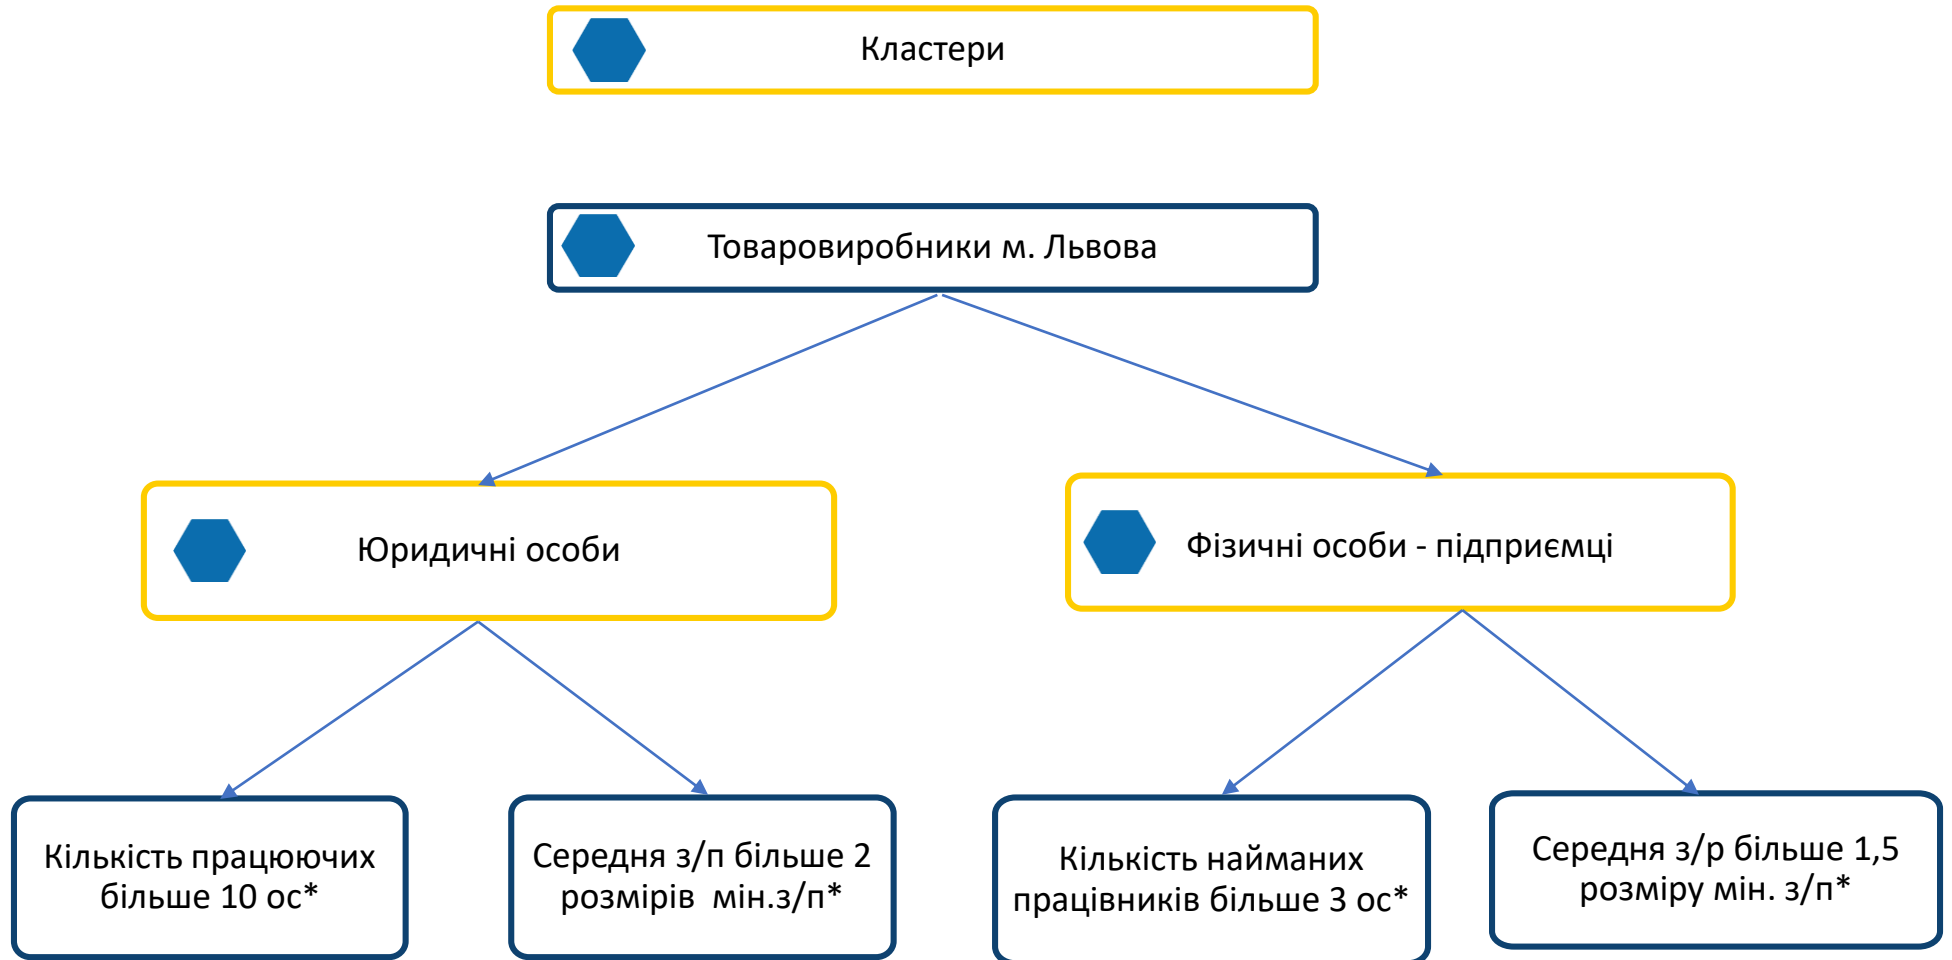 Кластери
Товаровиробники м. Львова
Юридичні особи
Фізичні особи - підприємці
Кількість працюючих
більше 10 ос*
Середня з/п більше 2
розмірів мін.з/п*
Кількість найманих
працівників більше 3 ос*
Середня з/р більше 1,5
розміру мін. з/п*